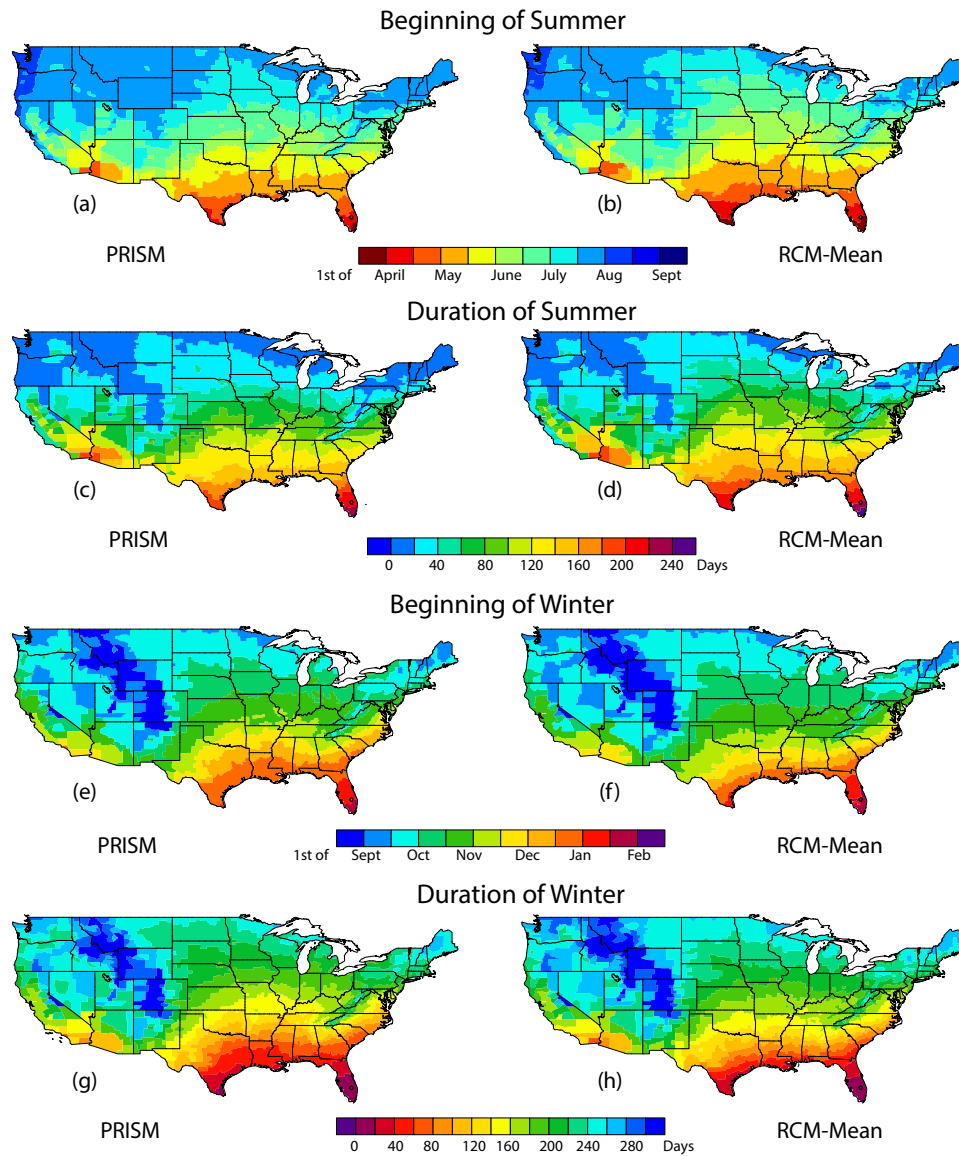 Beginning of Summer
(a)
(b)
PRISM
RCM-Mean
1st of April May June July Aug Sept
Duration of Summer
(c)
(d)
PRISM
RCM-Mean
0 40 80 120 160 200 240 Days
Beginning of Winter
(e)
(f)
PRISM
RCM-Mean
1st of Sept Oct Nov Dec Jan Feb
Duration of Winter
(g)
(h)
PRISM
RCM-Mean
0 40 80 120 160 200 240 280 Days